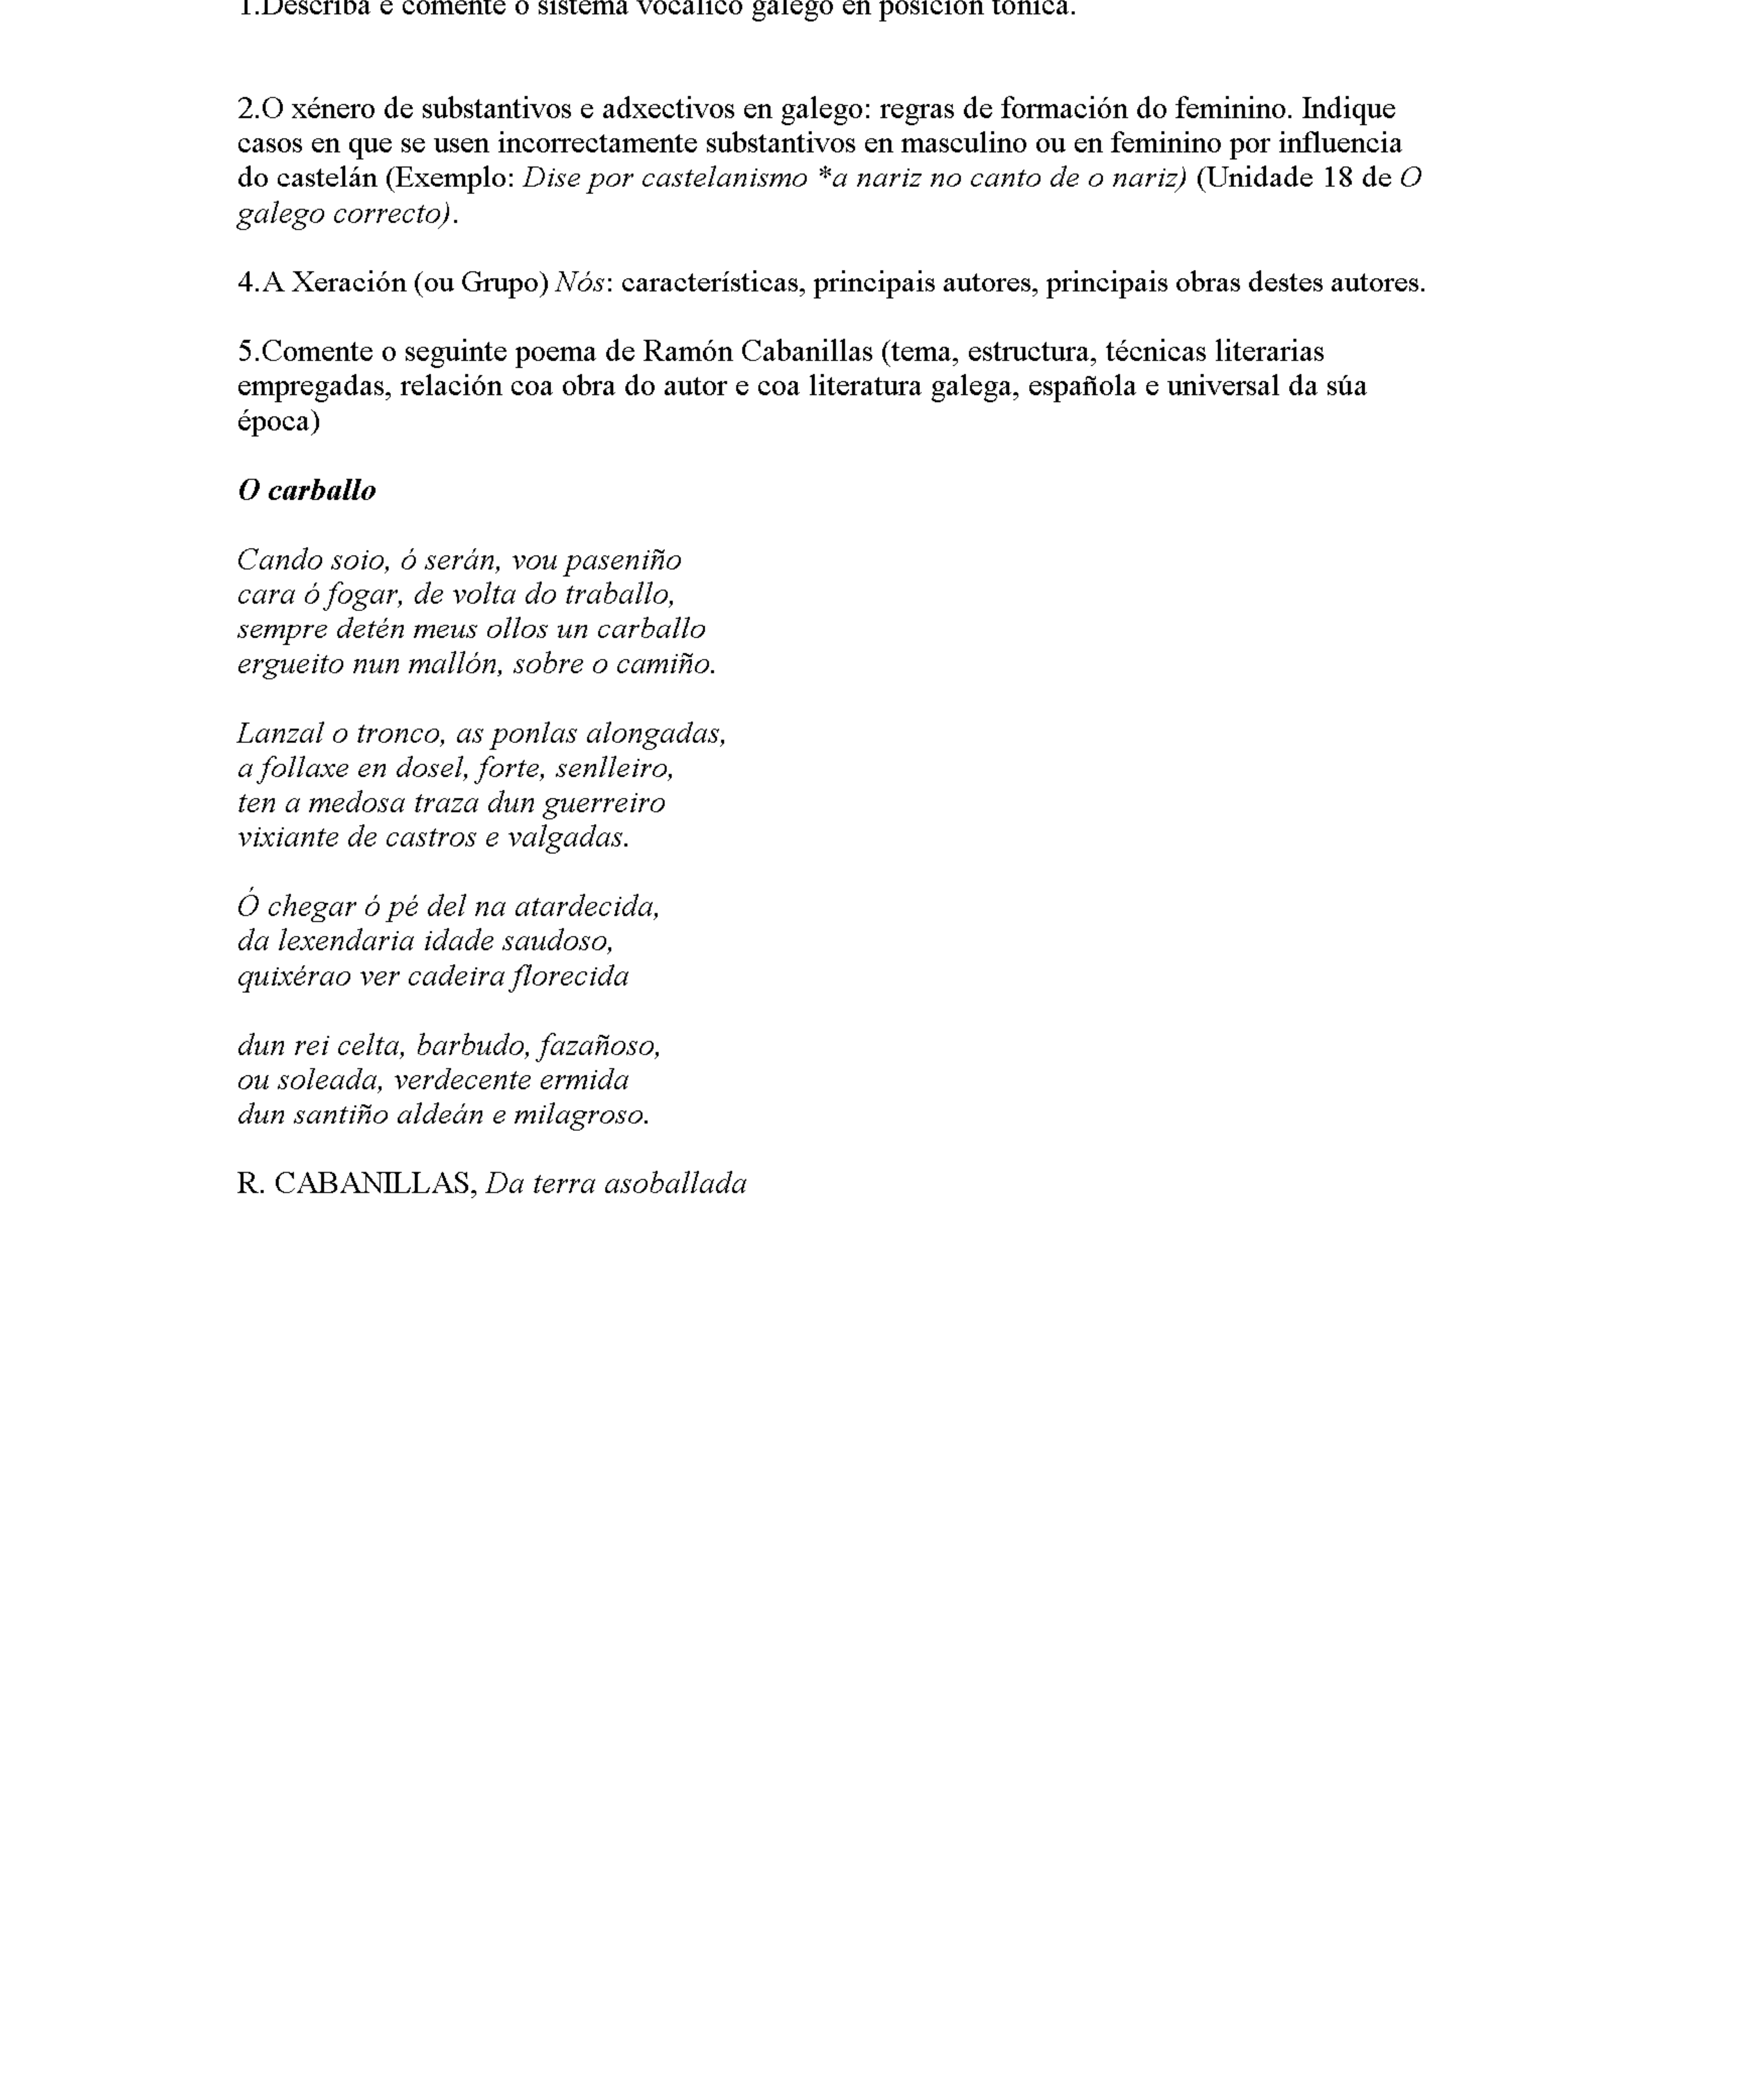 1.Describa e comente o sistema vocálico galego en posición tónica.
2.O xénero de substantivos e adxectivos en galego: regras de formación do feminino. Indique
casos en que se usen incorrectamente substantivos en masculino ou en feminino por influencia
do castelán (Exemplo: Dise por castelanismo *a nariz no canto de o nariz) (Unidade 18 de O
galego correcto).
4.A Xeración (ou Grupo) Nós: características, principais autores, principais obras destes autores.
5.Comente o seguinte poema de Ramón Cabanillas (tema, estructura, técnicas literarias
empregadas, relación coa obra do autor e coa literatura galega, española e universal da súa
época)
O carballo
Cando soio, ó serán, vou paseniño
cara ó fogar, de volta do traballo,
sempre detén meus ollos un carballo
ergueito nun mallón, sobre o camiño.
Lanzal o tronco, as ponlas alongadas,
a follaxe en dosel, forte, senlleiro,
ten a medosa traza dun guerreiro
vixiante de castros e valgadas.
Ó chegar ó pé del na atardecida,
da lexendaria idade saudoso,
quixérao ver cadeira florecida
dun rei celta, barbudo, fazañoso,
ou soleada, verdecente ermida
dun santiño aldeán e milagroso.
R. CABANILLAS, Da terra asoballada